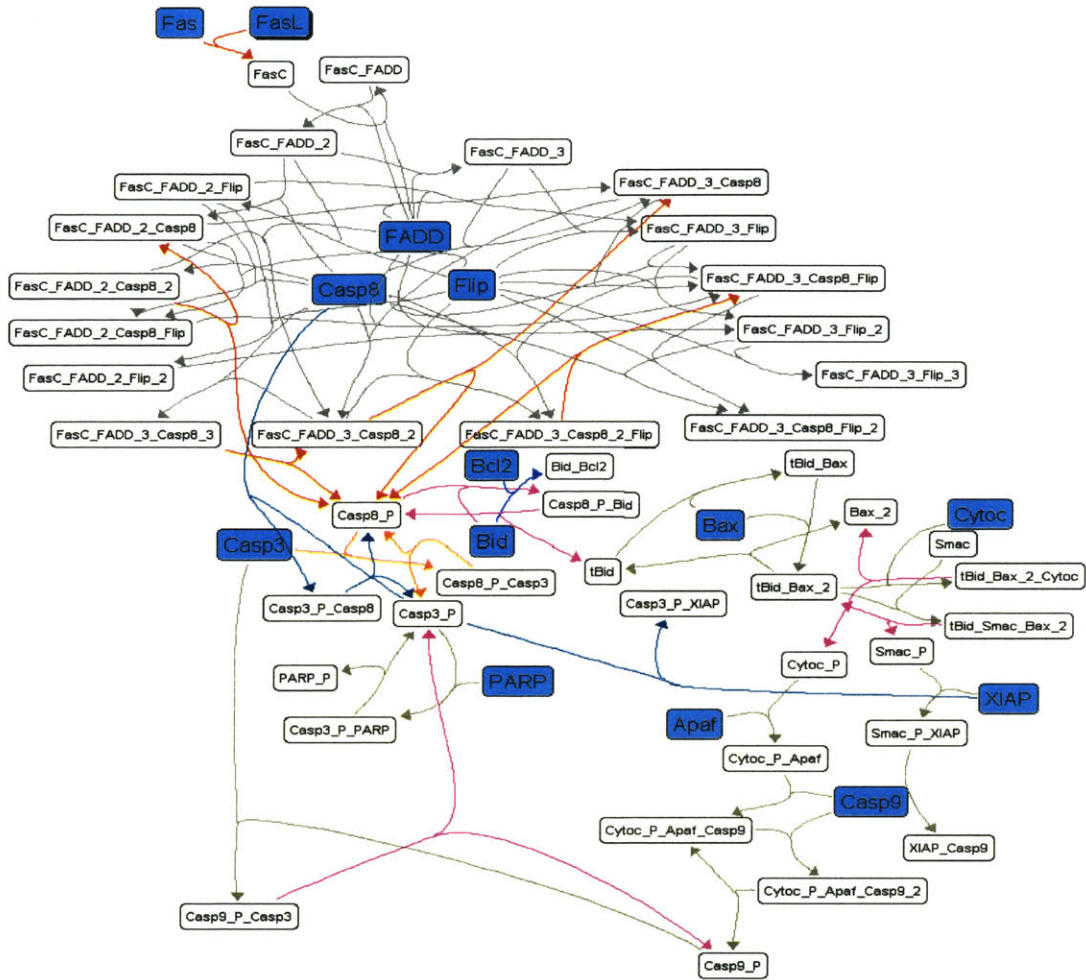 Fas
FasL
FasC
FasC_FADD
FasC_FADD_2
FasC_FADD_3
FasC_FADD_2_Flip
FasC_FADD_3_Casp8
FasC_FADD_2_Casp8
FADD
FasC_FADD_3_Flip
FasC_FADD_2_Casp8_2
Casp8
Flip
FasC_FADD_3_Casp8_Flip
FasC_FADD_2_Casp8_Flip
FasC_FADD_3_Flip_2
FasC_FADD_2_Flip_2
FasC_FADD_3_Flip_3
FasC_FADD_3_Casp8_3
FasC_FADD_3_Casp8_2
FasC_FADD_3_Casp8_2_Flip
FasC_FADD_3_Casp8_Flip_2
Bcl2
Bid_Bcl2
tBid_Bax
Casp8_P
Casp8_P_Bid
Bax_2
Cytoc
Casp3
Bid
Bax
Smac
Casp8_P_Casp3
tBid
tBid_Bax_2
tBid_Bax_2_Cytoc
Casp3_P_Casp8
Casp3_P
Casp3_P_XIAP
tBid_Smac_Bax_2
PARP_P
PARP
Cytoc_P
Smac_P
XIAP
Casp3_P_PARP
Apaf
Smac_P_XIAP
Cytoc_P_Apaf
Casp9
Cytoc_P_Apaf_Casp9
XIAP_Casp9
Casp9_P_Casp3
Cytoc_P_Apaf_Casp9_2
Casp9_P